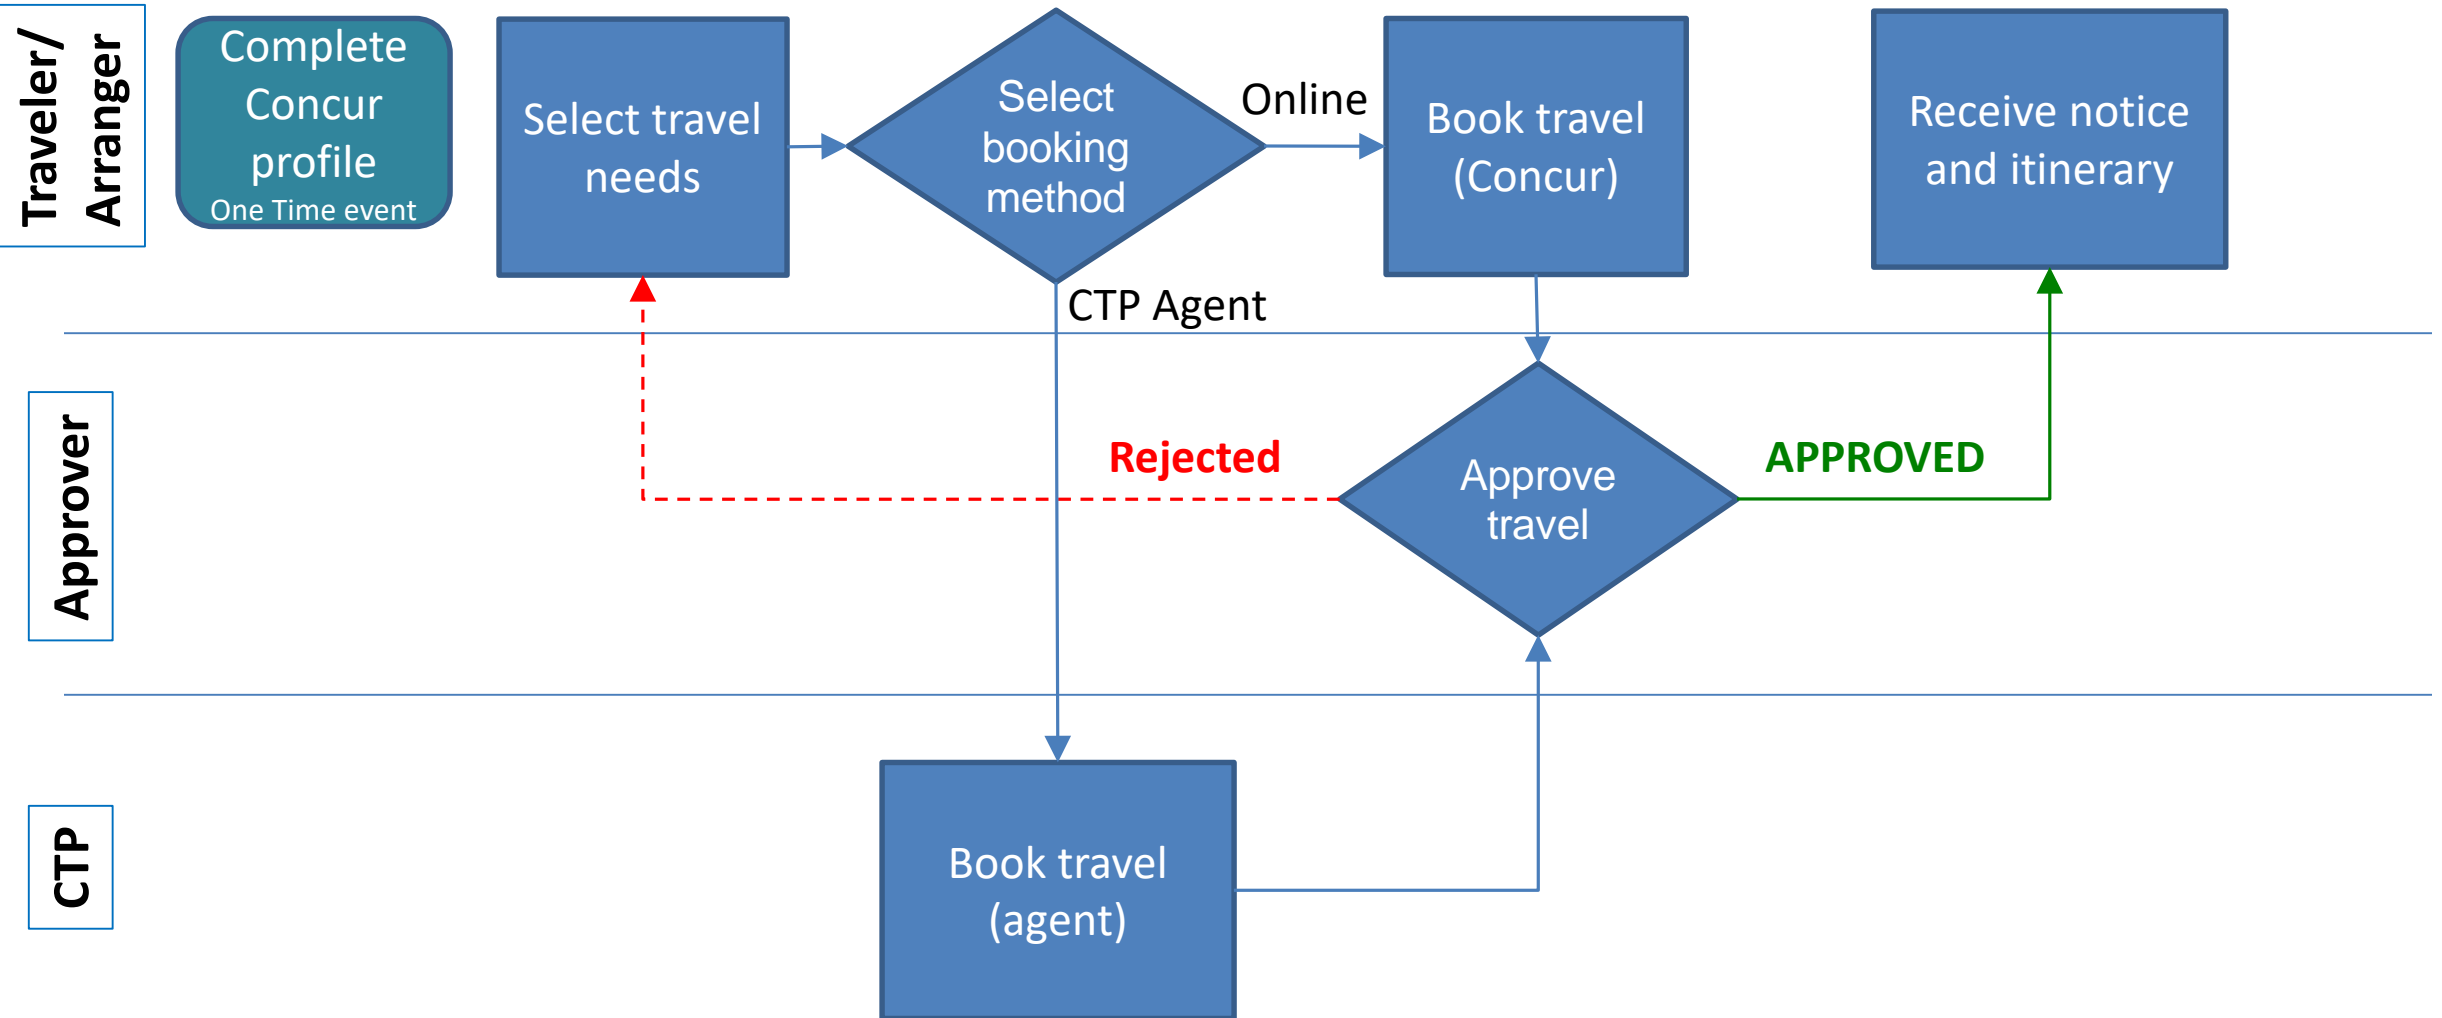 Traveler/
Arranger
Complete
Concur
profile
One Time event
Select travel
needs
Select
booking
method
Online
Book travel
(Concur)
Receive notice
and itinerary
CTP Agent
Approver
Rejected
Approve
travel
APPROVED
CTP
Book travel
(agent)